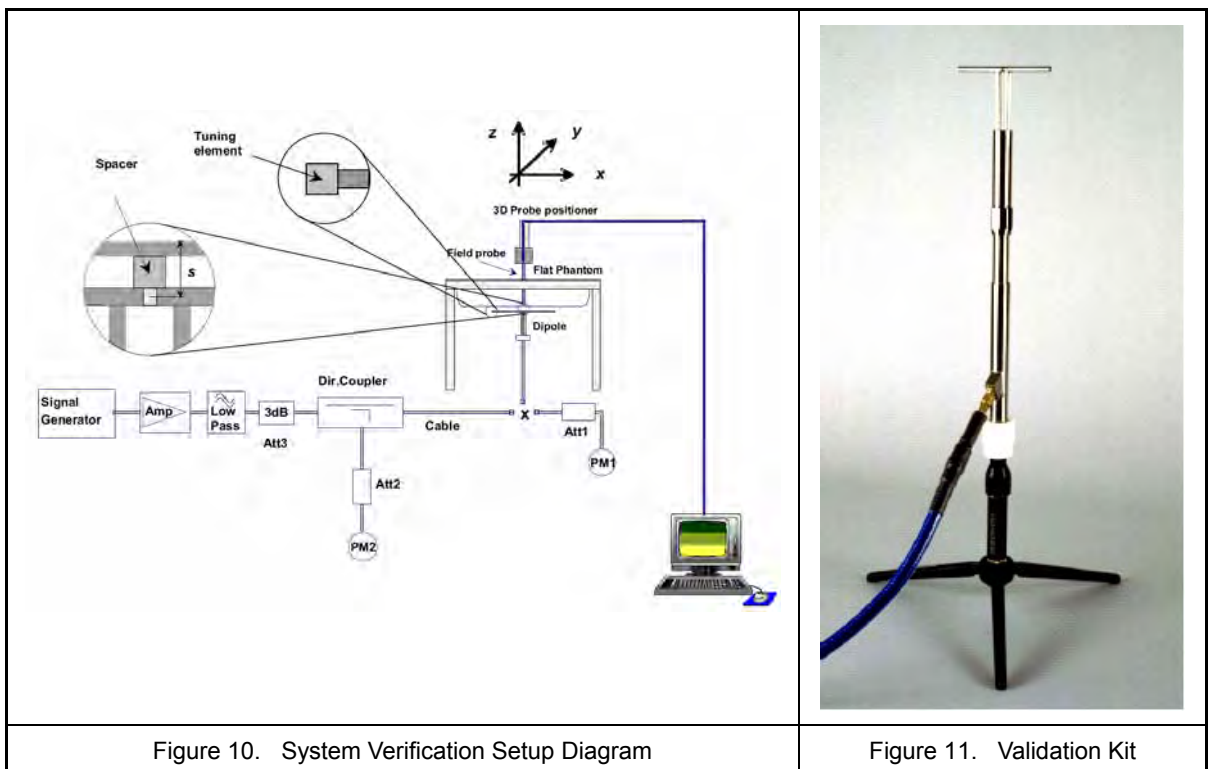 Tuning
element
Spacer
s
z
y
x
3D Probe positioner
Field probe
Flat Phantom
Dipole
Dir.Coupler
Signal
Generator
Amp
Low
Pass
3dB
Att3
Cable
x
Att1
PM1
Att2
PM2
Figure 10. System Verification Setup Diagram
Figure 11. Validation Kit